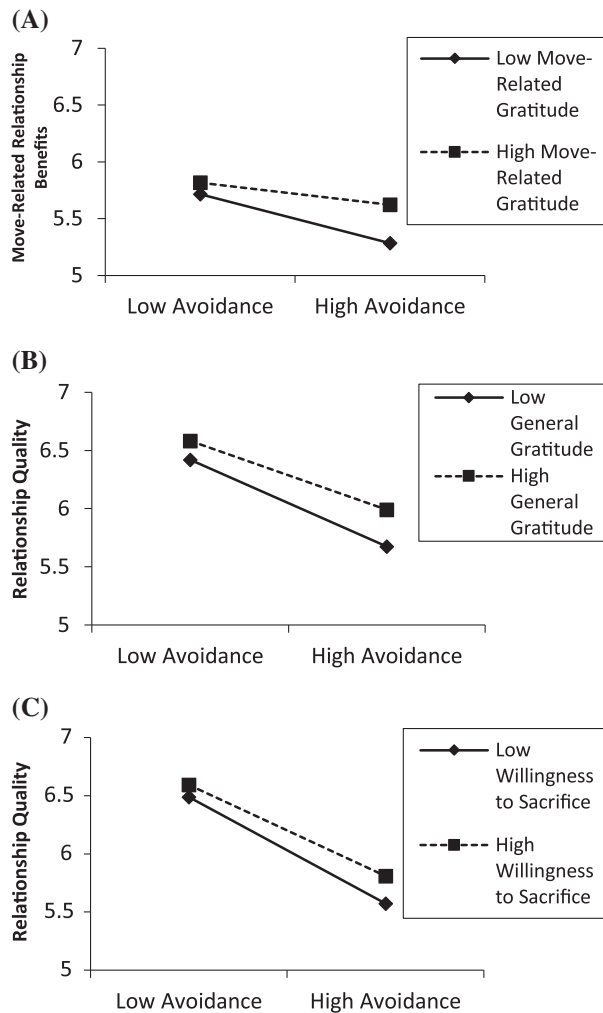 (A)
Move-Related Relationship
Benefits
7
6.5
6
5.5
5
Low Avoidance
High Avoidance
Low Move-
Related
Gratitude
High Move-
Related
Gratitude
(B)
Relationship Quality
7
6.5
6
5.5
5
Low Avoidance
High Avoidance
Low
General
Gratitude
High
General
Gratitude
(C)
Relationship Quality
7
6.5
6
5.5
5
Low Avoidance
High Avoidance
Low
Willingness
to Sacrifice
High
Willingness
to Sacrifice